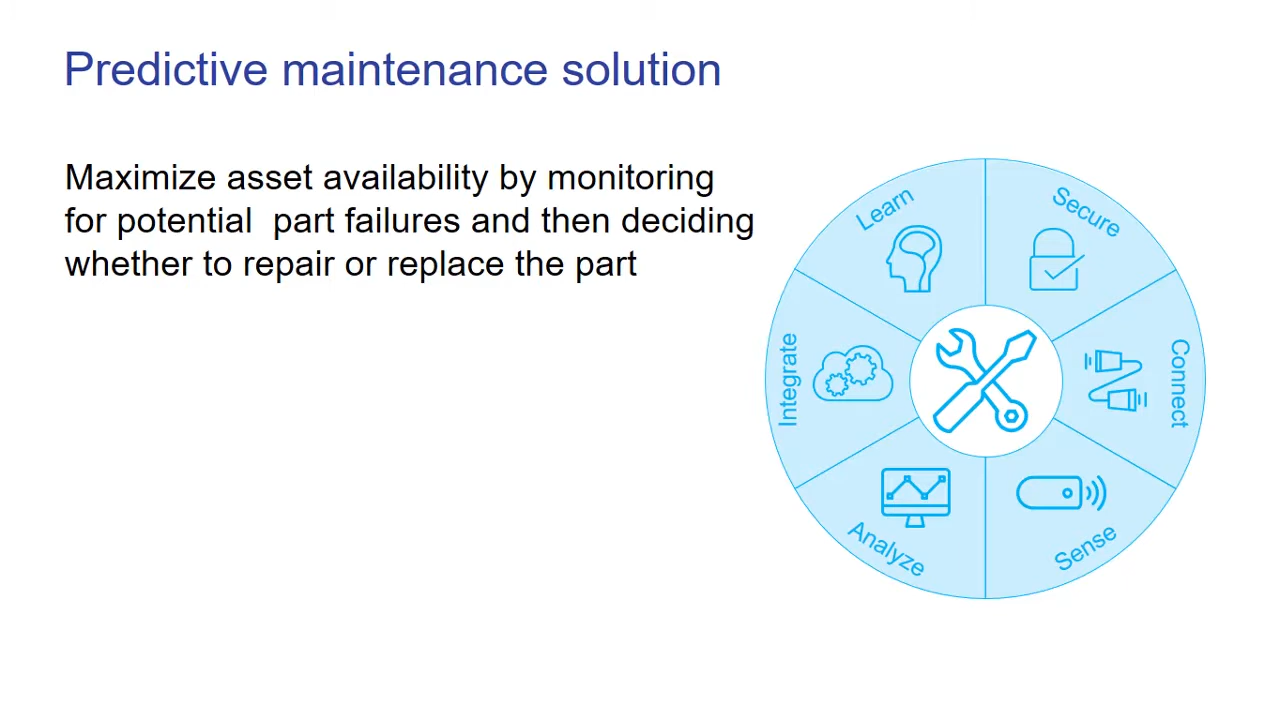 Predictive maintenance solution
Maximize asset availability by monitoring
for potential  part failures and then deciding
whether to repair or replace the part
Learn
Secure
Integrate
Connect
Analyze
Sense